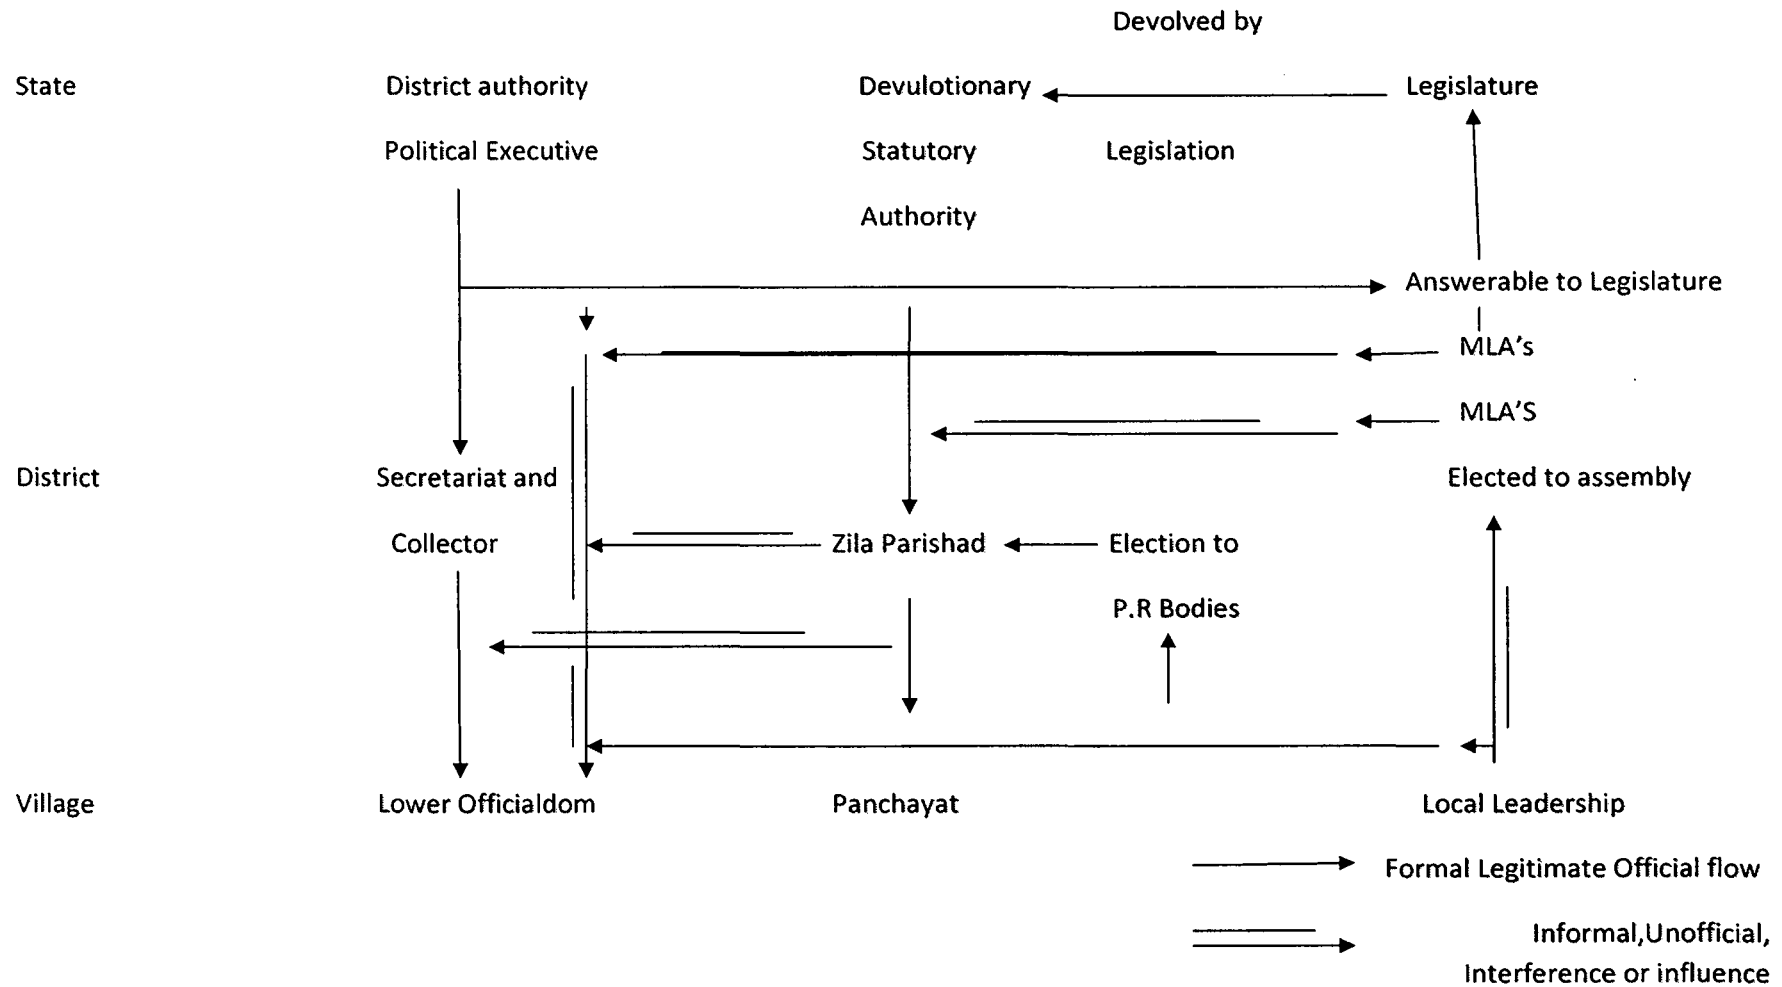 Devolved by
State District authority Devulotionary Legislature
Political Executive Statutory Legislation
Authority
Answerable to Legislature
MLA's
MLA'S
District Secretariat and Elected to assembly
Collector Zila Parishad Election to
P.R Bodies
Village Lower Officialdom Panchayat Local Leadership
Formal Legitimate Official flow
Informal,Unofficial,
Interference or influence